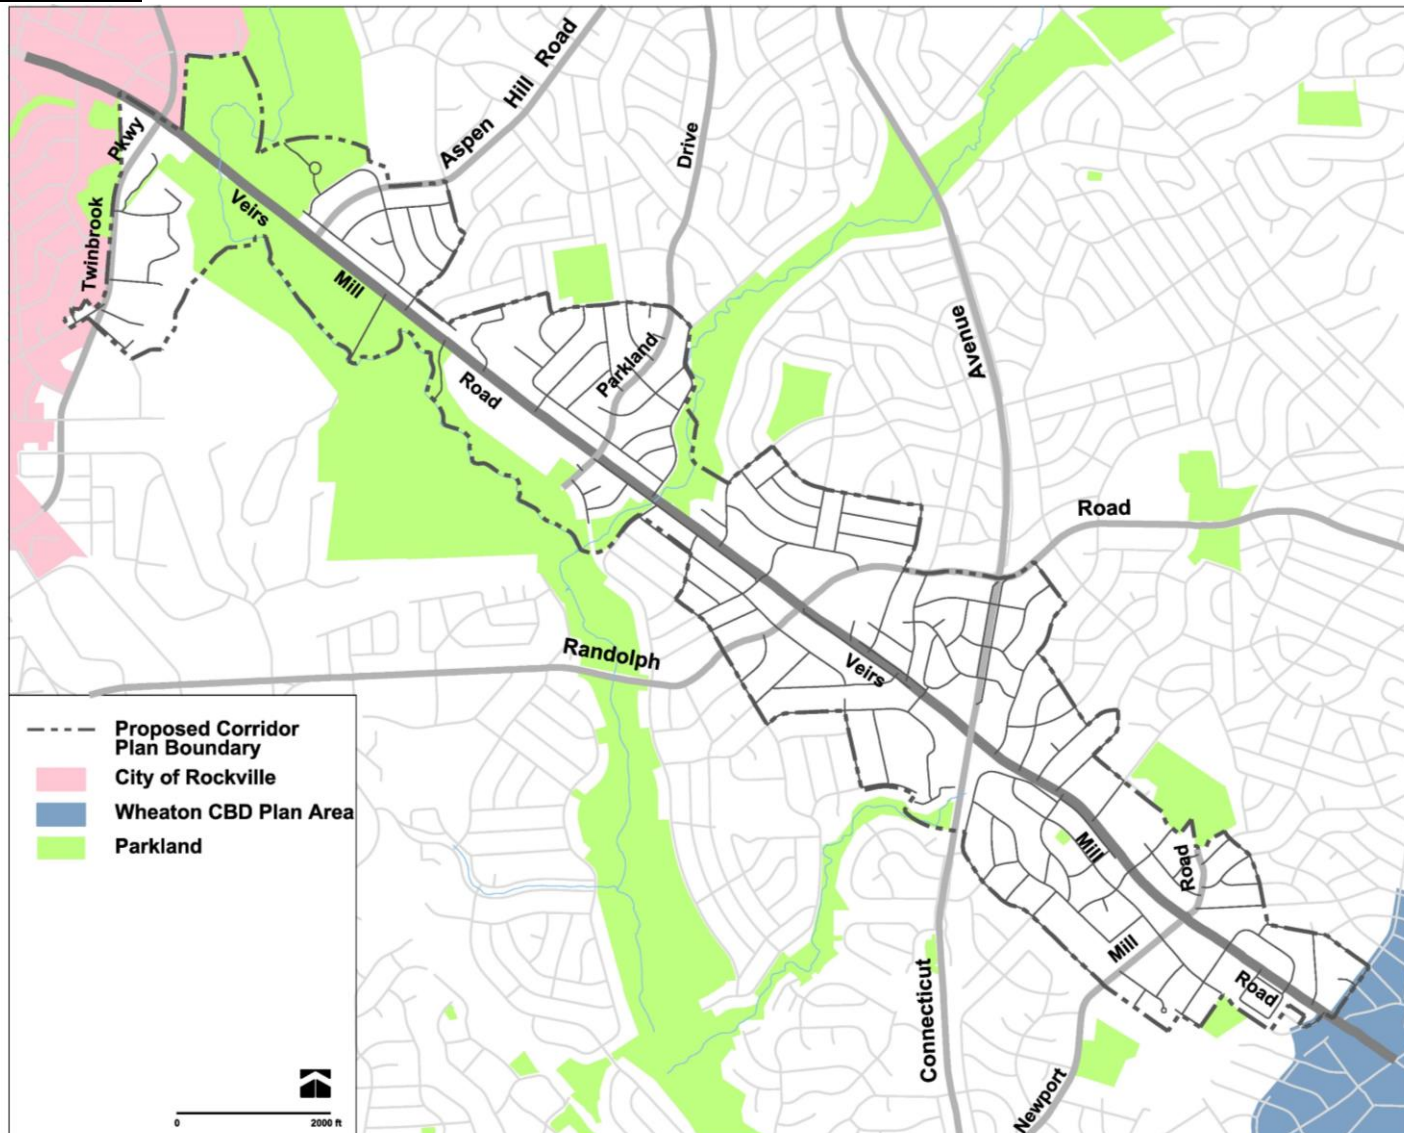 Aspen Hill Road
Drive
Pkwy
Twinbrook
Veirs
Mill
Road
Parkland
Avenue
Road
Randolph
Veirs
Mill
Road
Mill
Road
Connecticut
Newport
Proposed Corridor
Plan Boundary
City of Rockville
Wheaton CBD Plan Area
Parkland
0
2000 ft